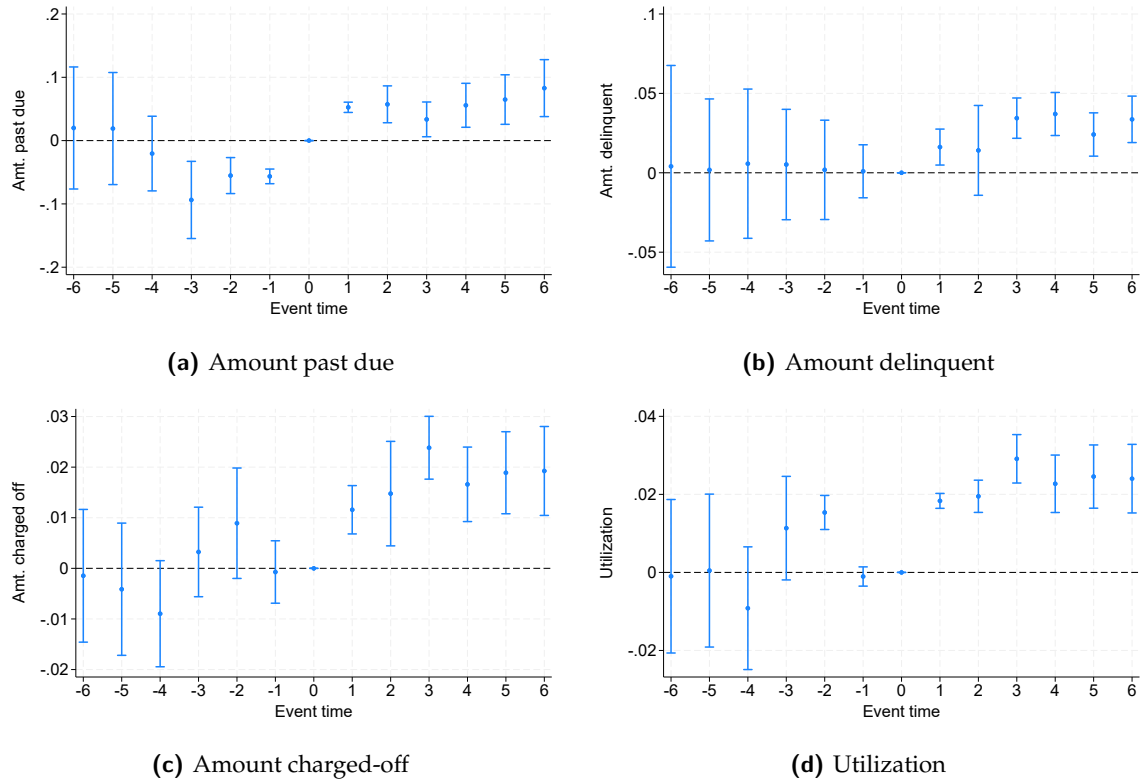 .2
.1
0
-.1
-.2
Amt. past due
-6 -5 -4 -3 -2 -1 0 1 2 3 4 5 6
Event time
(a) Amount past due
.1
.05
0
-.05
Amt. delinquent
-6 -5 -4 -3 -2 -1 0 1 2 3 4 5 6
Event time
(b) Amount delinquent
.03
.02
.01
0
-.01
-.02
Amt. charged off
-6 -5 -4 -3 -2 -1 0 1 2 3 4 5 6
Event time
(c) Amount charged-off
.04
.02
0
-.02
Utilization
-6 -5 -4 -3 -2 -1 0 1 2 3 4 5 6
Event time
(d) Utilization